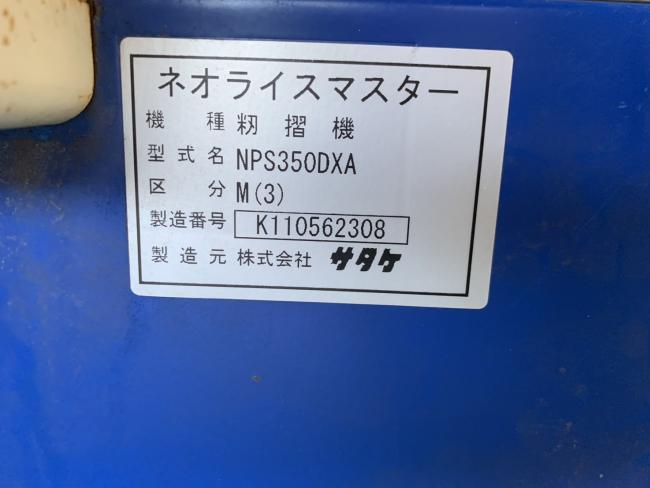 ネオライスマスター
機種 籾摺機
型式名 NPS350DXA
区分 M(3)
製造番号 K110562308
製造元 株式会社 サタケ